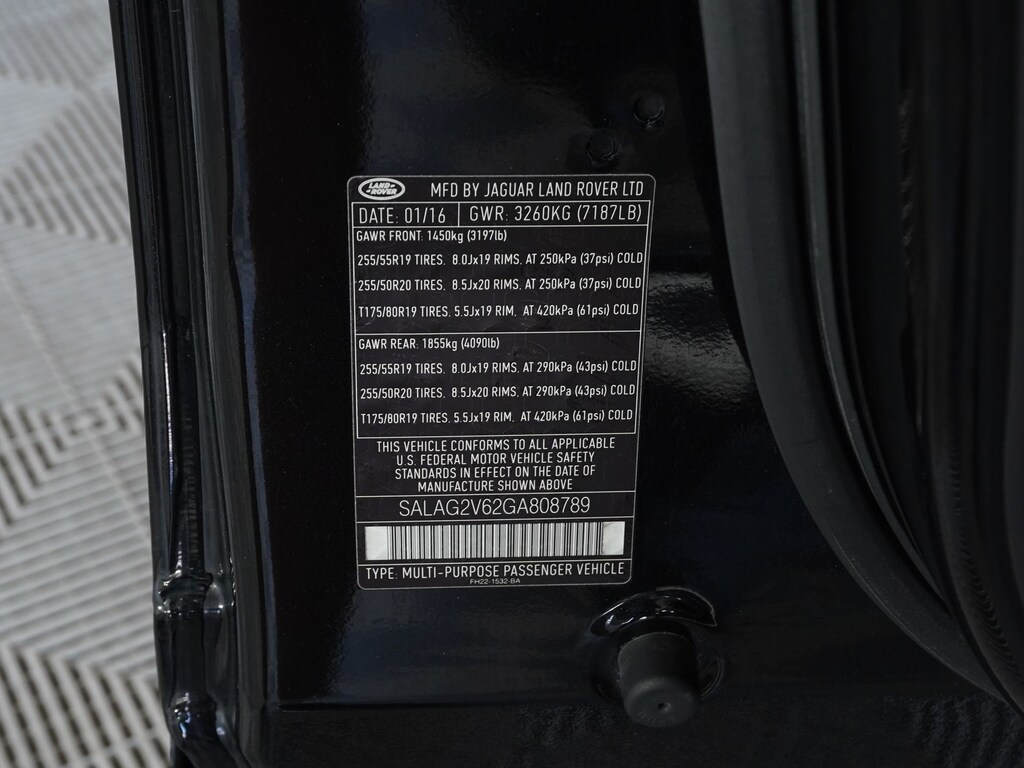 LAND-
-ROVER
MFD BY JAGUAR LAND ROVER LTD
DATE: 01/16 GWR: 3260KG (7187LB)
GAWR FRONT: 1450kg (3197lb)
255/55R19 TIRES. 8.0Jx19 RIMS, AT 250kPa (37psi) COLD
255/50R20 TIRES. 8.5Jx20 RIMS, AT 250kPa (37psi) COLD
T175/80R19 TIRES. 5.5Jx19 RIM, AT 420kPa (61psi) COLD
GAWR REAR: 1855kg (4090lb)
255/55R19 TIRES. 8.0Jx19 RIMS, AT 290kPa (43psi) COLD
255/50R20 TIRES. 8.5Jx20 RIMS, AT 290kPa (43psi) COLD
T175/80R19 TIRES. 5.5Jx19 RIM, AT 420kPa (61psi) COLD
THIS VEHICLE CONFORMS TO ALL APPLICABLE
U.S. FEDERAL MOTOR VEHICLE SAFETY
STANDARDS IN EFFECT ON THE DATE OF
MANUFACTURE SHOWN ABOVE
SALAG2V62GA808789
TYPE: MULTI-PURPOSE PASSENGER VEHICLE
FH22-1532-BA